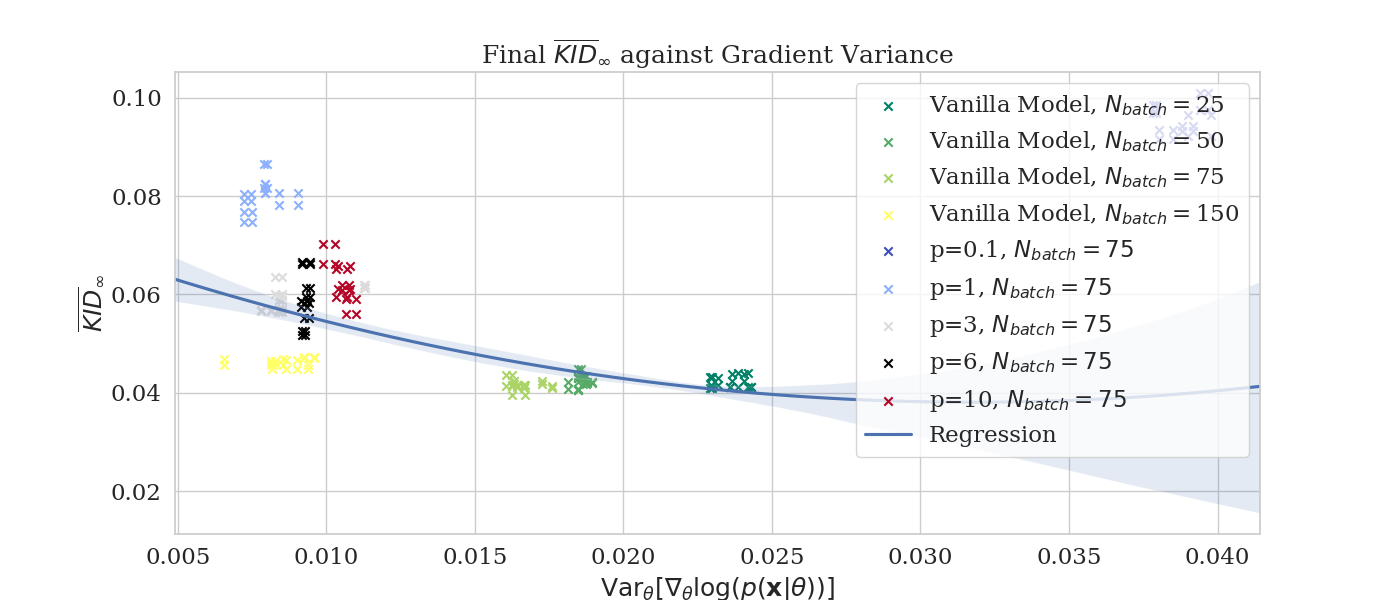 Final $\overline{KID}_\infty$ against Gradient Variance
$\overline{KID}_\infty$
0.10
0.08
0.06
0.04
0.02
Vanilla Model, $N_{batch} = 25$
Vanilla Model, $N_{batch} = 50$
Vanilla Model, $N_{batch} = 75$
Vanilla Model, $N_{batch} = 150$
p=0.1, $N_{batch} = 75$
p=1, $N_{batch} = 75$
p=3, $N_{batch} = 75$
p=6, $N_{batch} = 75$
p=10, $N_{batch} = 75$
Regression
0.005 0.010 0.015 0.020 0.025 0.030 0.035 0.040
$\mathrm{Var}_\theta[\nabla_\theta \log(p(\mathbf{x}|\theta))]$